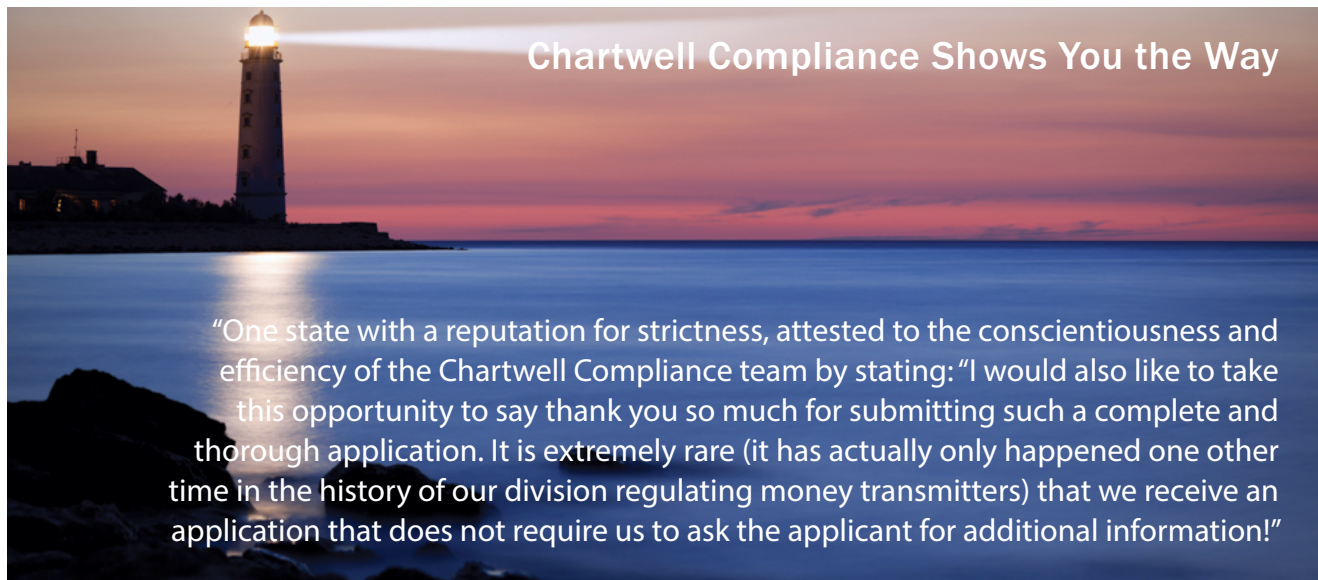 Chartwell Compliance Shows You the Way
“One state with a reputation for strictness, attested to the conscientiousness and
efficiency of the Chartwell Compliance team by stating: “I would also like to take
this opportunity to say thank you so much for submitting such a complete and
thorough application. It is extremely rare (it has actually only happened one other
time in the history of our division regulating money transmitters) that we receive an
application that does not require us to ask the applicant for additional information!”